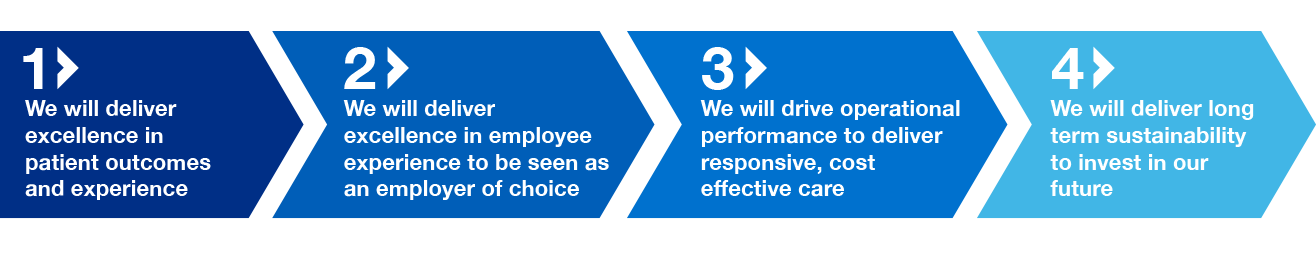 1
We will deliver
excellence in
patient outcomes
and experience
2
We will deliver
excellence in employee
experience to be seen as
an employer of choice
3
We will drive operational
performance to deliver
responsive, cost
effective care
4
We will deliver long
term sustainability
to invest in our
future